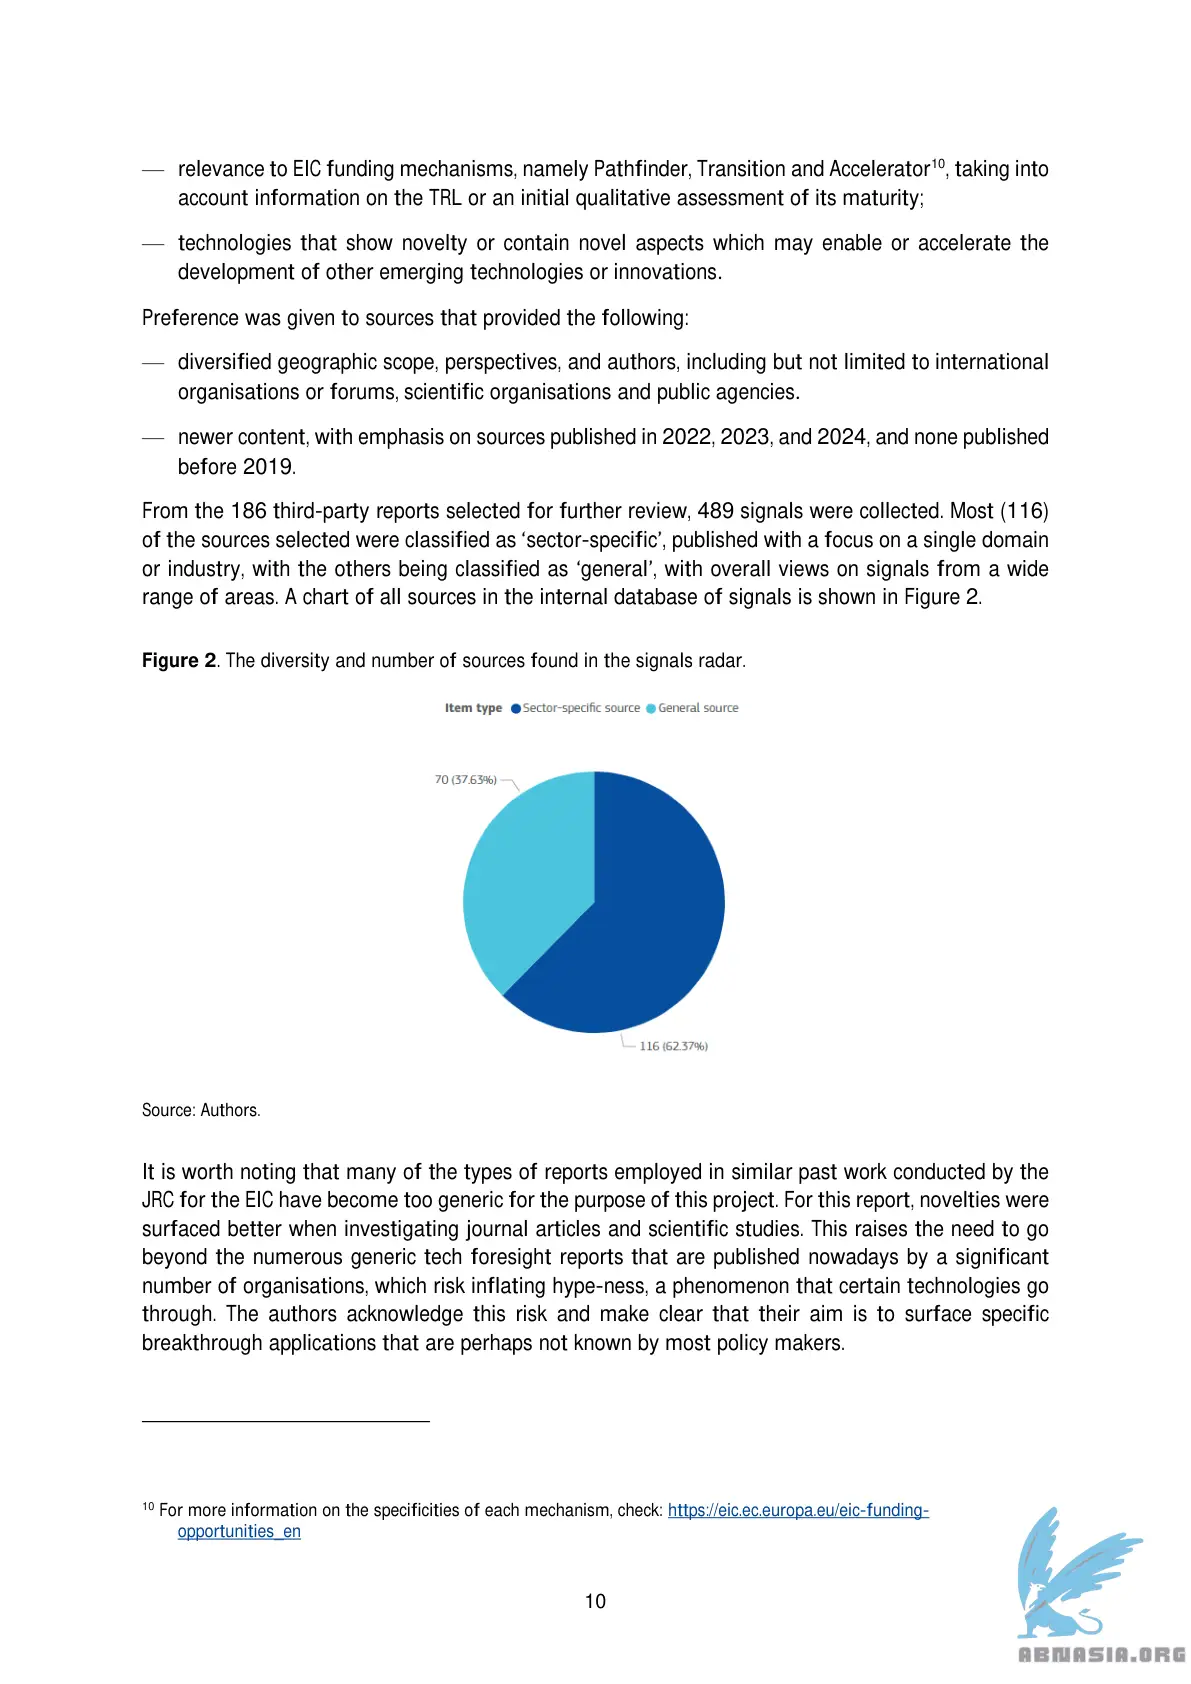 — relevance to EIC funding mechanisms, namely Pathfinder, Transition and Accelerator10, taking into
account information on the TRL or an initial qualitative assessment of its maturity;
— technologies that show novelty or contain novel aspects which may enable or accelerate the
development of other emerging technologies or innovations.
Preference was given to sources that provided the following:
— diversified geographic scope, perspectives, and authors, including but not limited to international
organisations or forums, scientific organisations and public agencies.
— newer content, with emphasis on sources published in 2022, 2023, and 2024, and none published
before 2019.
From the 186 third-party reports selected for further review, 489 signals were collected. Most (116)
of the sources selected were classified as ‘sector-specific’, published with a focus on a single domain
or industry, with the others being classified as ‘general’, with overall views on signals from a wide
range of areas. A chart of all sources in the internal database of signals is shown in Figure 2.
Figure 2. The diversity and number of sources found in the signals radar.
Item type Sector-specific source General source
70 (37.63%)
116 (62.37%)
Source: Authors.
It is worth noting that many of the types of reports employed in similar past work conducted by the
JRC for the EIC have become too generic for the purpose of this project. For this report, novelties were
surfaced better when investigating journal articles and scientific studies. This raises the need to go
beyond the numerous generic tech foresight reports that are published nowadays by a significant
number of organisations, which risk inflating hype-ness, a phenomenon that certain technologies go
through. The authors acknowledge this risk and make clear that their aim is to surface specific
breakthrough applications that are perhaps not known by most policy makers.
10 For more information on the specificities of each mechanism, check: https://eic.ec.europa.eu/eic-funding-
opportunities_en
10
ABNASIA.ORG